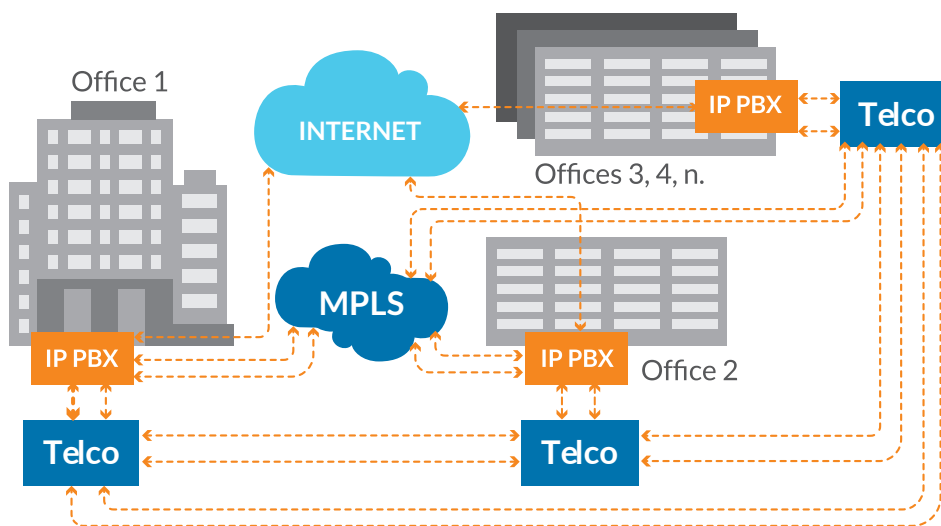 Office 1
INTERNET
IP PBX
Telco
Offices 3, 4, n.
MPLS
IP PBX
IP PBX
Office 2
Telco
Telco